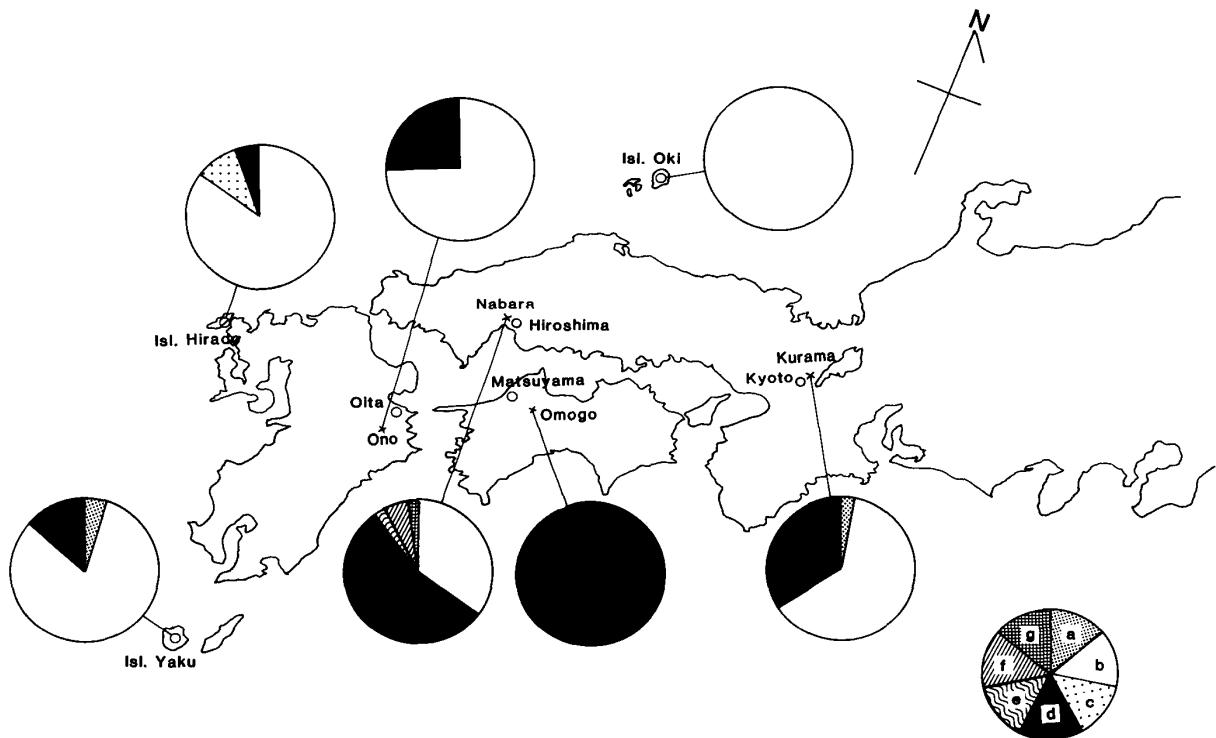 N
Isl. Oki
Nabara
Hiroshima
Isl. Hirado
Kurama
Kyoto
Matsuyama
Oita
Omogo
Ono
Isl. Yaku
g a
f b
e c
d